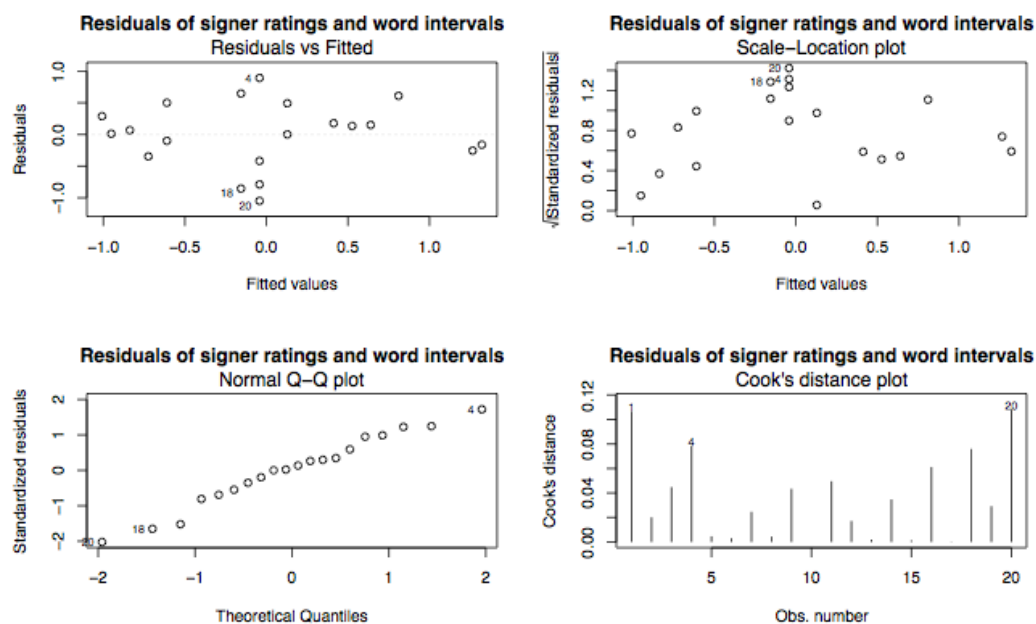 Residuals of signer ratings and word intervals
Residuals vs Fitted
Residuals
1.0
0.0
−1.0
4
18
20
−1.0
−0.5
0.0
0.5
1.0
Fitted values
Residuals of signer ratings and word intervals
Scale−Location plot
√|Standardized residuals|
1.2
0.8
0.4
0.0
20
18
4
−1.0
−0.5
0.0
0.5
1.0
Fitted values
Residuals of signer ratings and word intervals
Normal Q−Q plot
Standardized residuals
2
1
0
−1
−2
4
18
20
−2
−1
0
1
2
Theoretical Quantiles
Residuals of signer ratings and word intervals
Cook's distance plot
Cook's distance
0.12
0.08
0.04
0.00
1
4
20
5
10
15
20
Obs. number